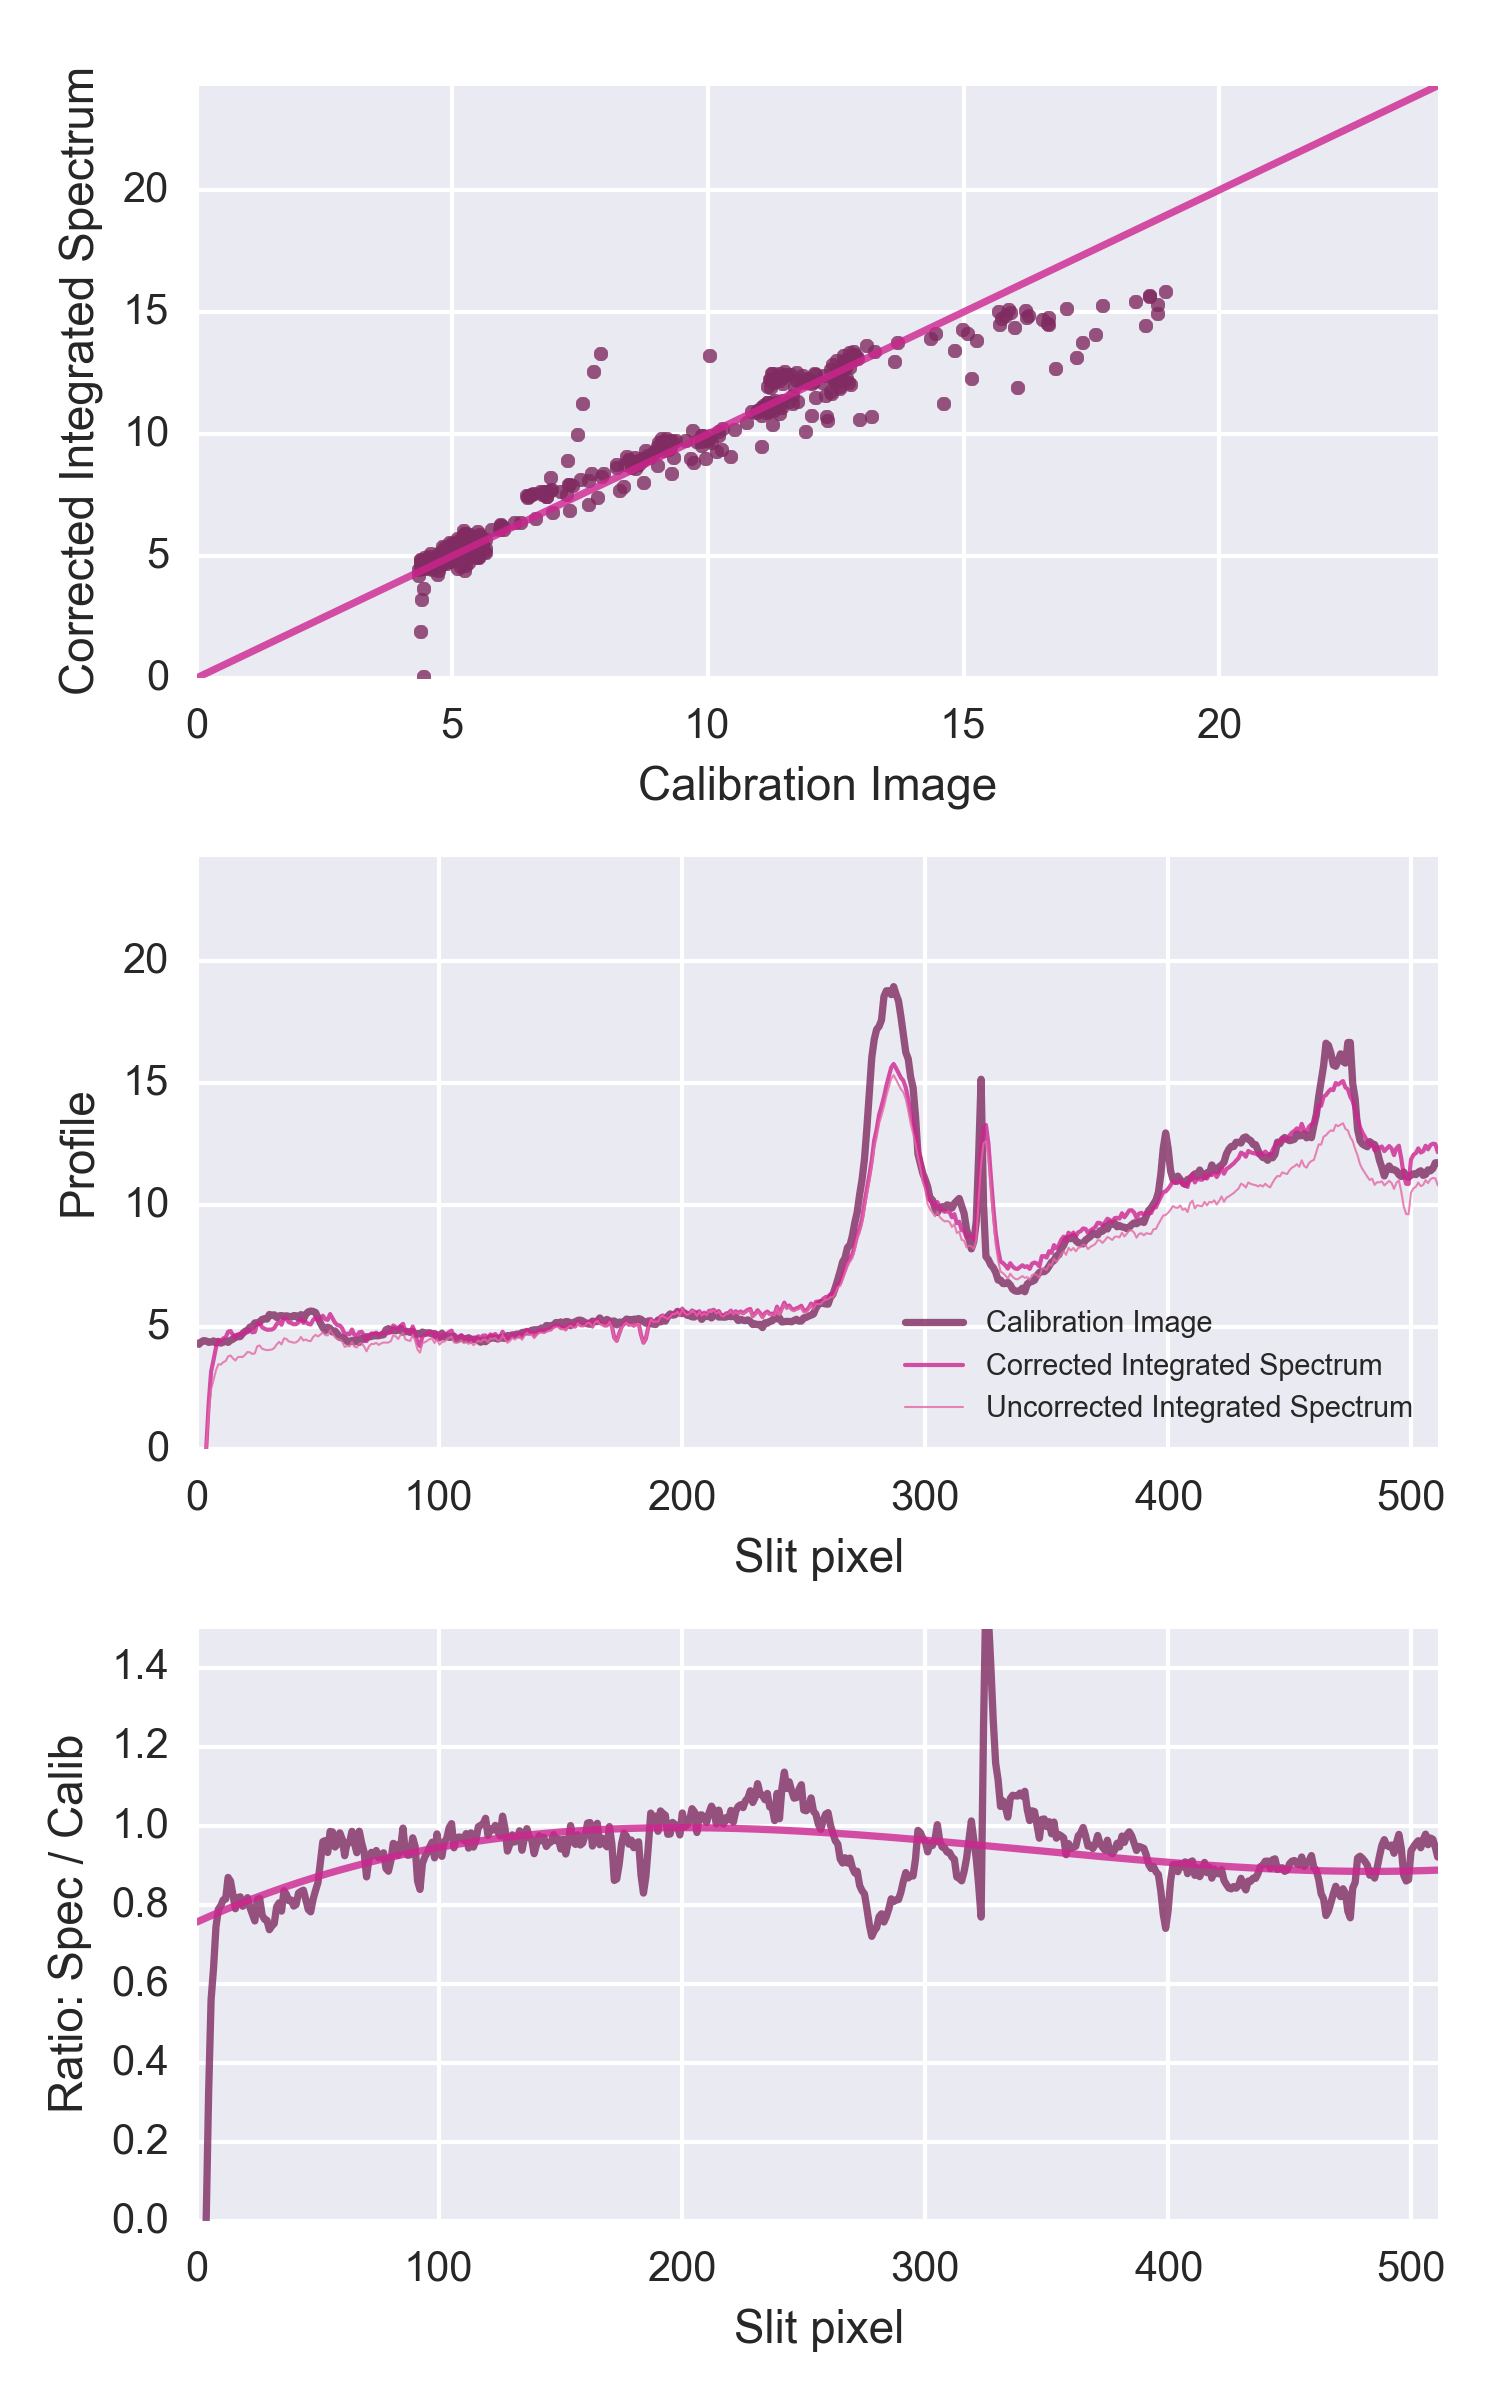 Corrected Integrated Spectrum
20
15
10
5
0
0 5 10 15 20
Calibration Image
Profile
20
15
10
5
0
Calibration Image
Corrected Integrated Spectrum
Uncorrected Integrated Spectrum
0 100 200 300 400 500
Slit pixel
Ratio: Spec / Calib
1.4
1.2
1.0
0.8
0.6
0.4
0.2
0.0
0 100 200 300 400 500
Slit pixel